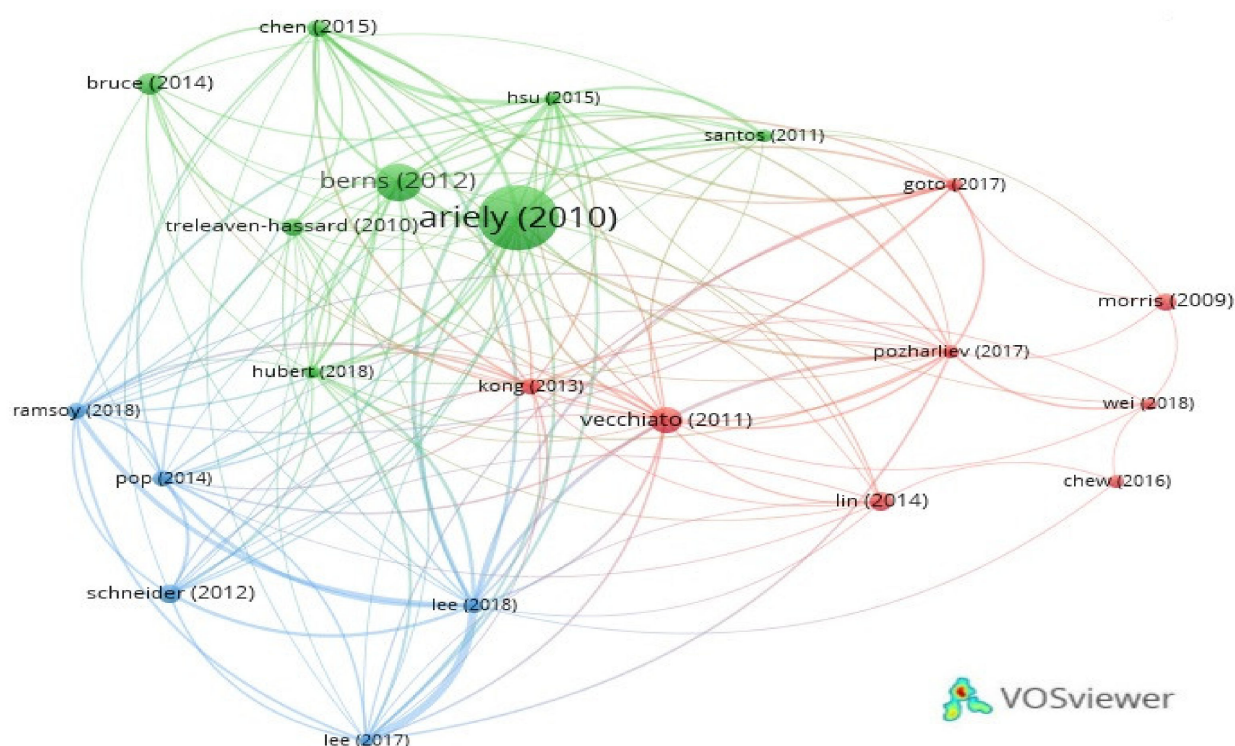 chen (2015)
bruce (2014)
hsu (2015)
santos (2011)
berns (2012)
goto (2017)
ariely (2010)
treleaven-hassard (2010)
morris (2009)
pozharliev (2017)
hubert (2018)
kong (2013)
wei (2018)
ramsoy (2018)
vecchiato (2011)
pop (2014)
chew (2016)
lin (2014)
schneider (2012)
lee (2018)
VOSviewer
lee (2017)